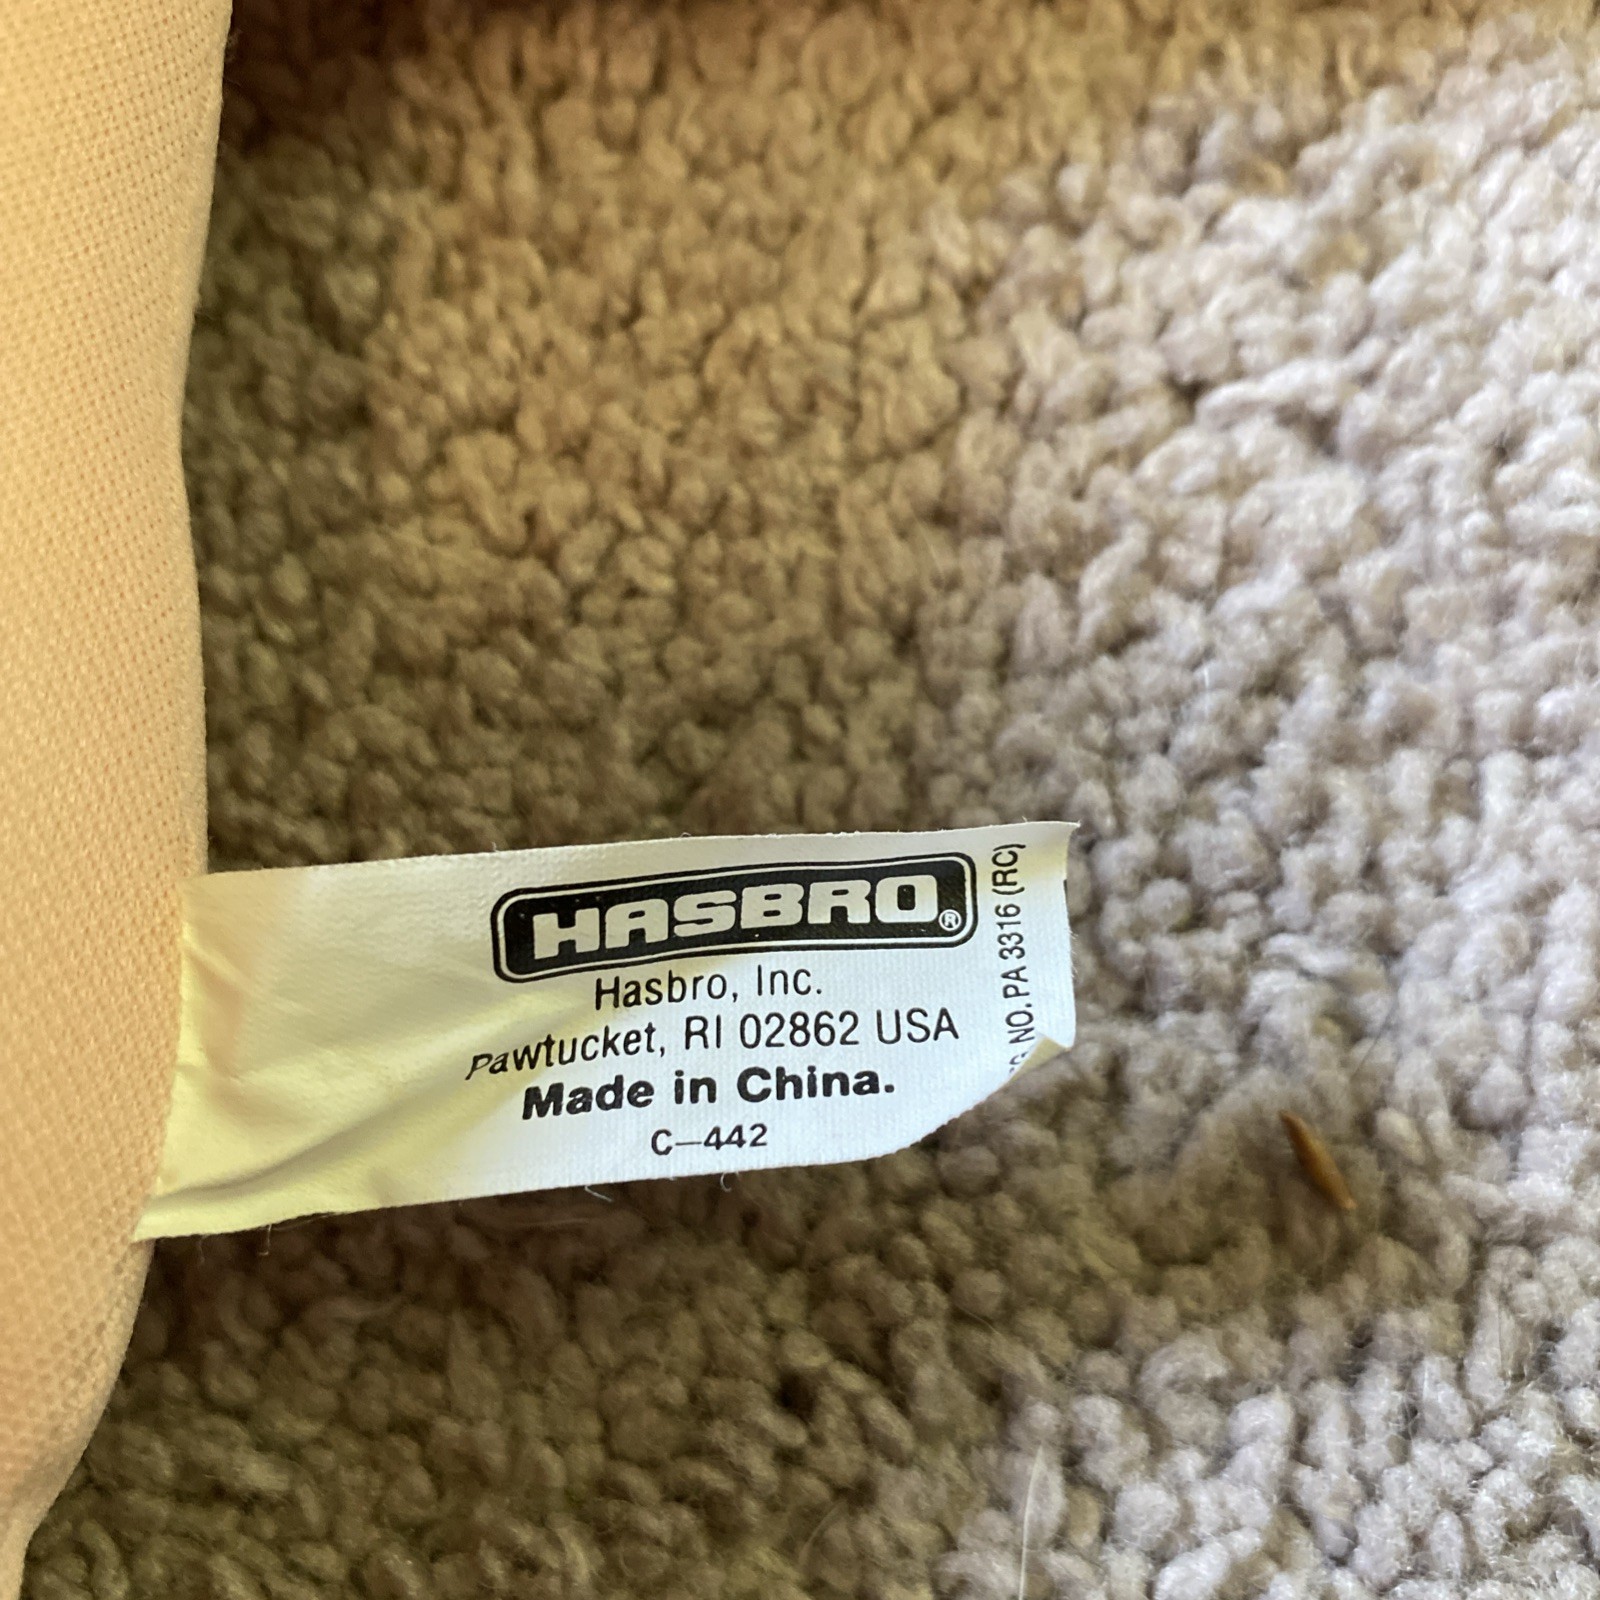 HASBRO®
Hasbro, Inc.
Pawtucket, RI 02862 USA
Made in China.
C-442
NO. PA 3316 (RC)